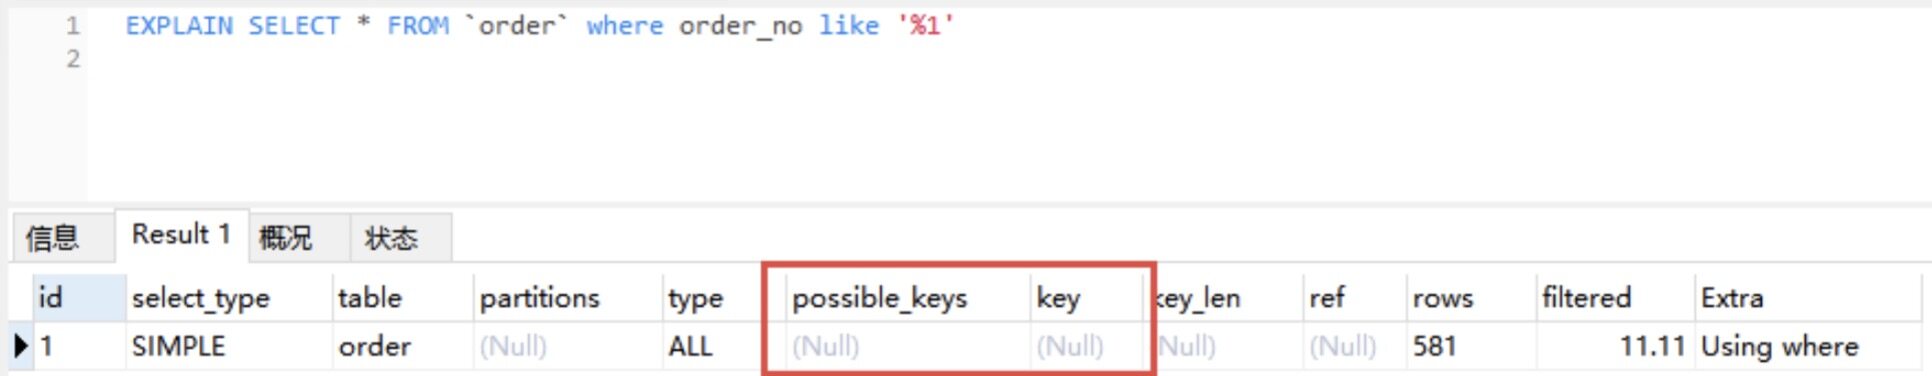 1 EXPLAIN SELECT * FROM `order` where order_no like '%1'
2
信息 Result 1 概况 状态
id select_type table partitions type possible_keys key key_len ref rows filtered Extra
1 SIMPLE order (Null) ALL (Null) (Null) (Null) (Null) 581 11.11 Using where